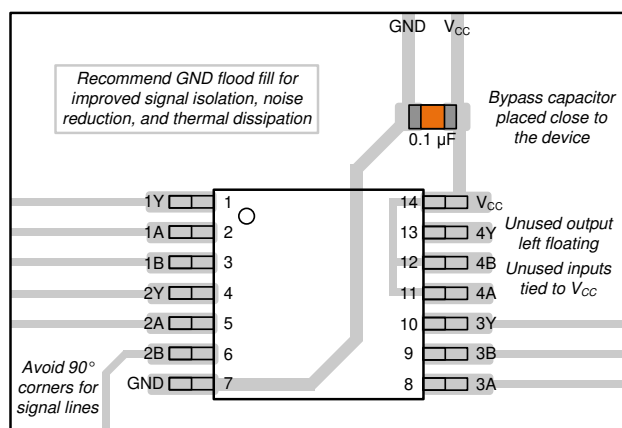 GND VCC
Recommend GND flood fill for
improved signal isolation, noise
reduction, and thermal dissipation
Bypass capacitor
placed close to
the device
0.1 µF
1Y 1 14 VCC
1A 2 13 4Y
1B 3 12 4B
2Y 4 11 4A
2A 5 10 3Y
2B 6 9 3B
GND 7 8 3A
Unused output
left floating
Unused inputs
tied to VCC
Avoid 90°
corners for
signal lines